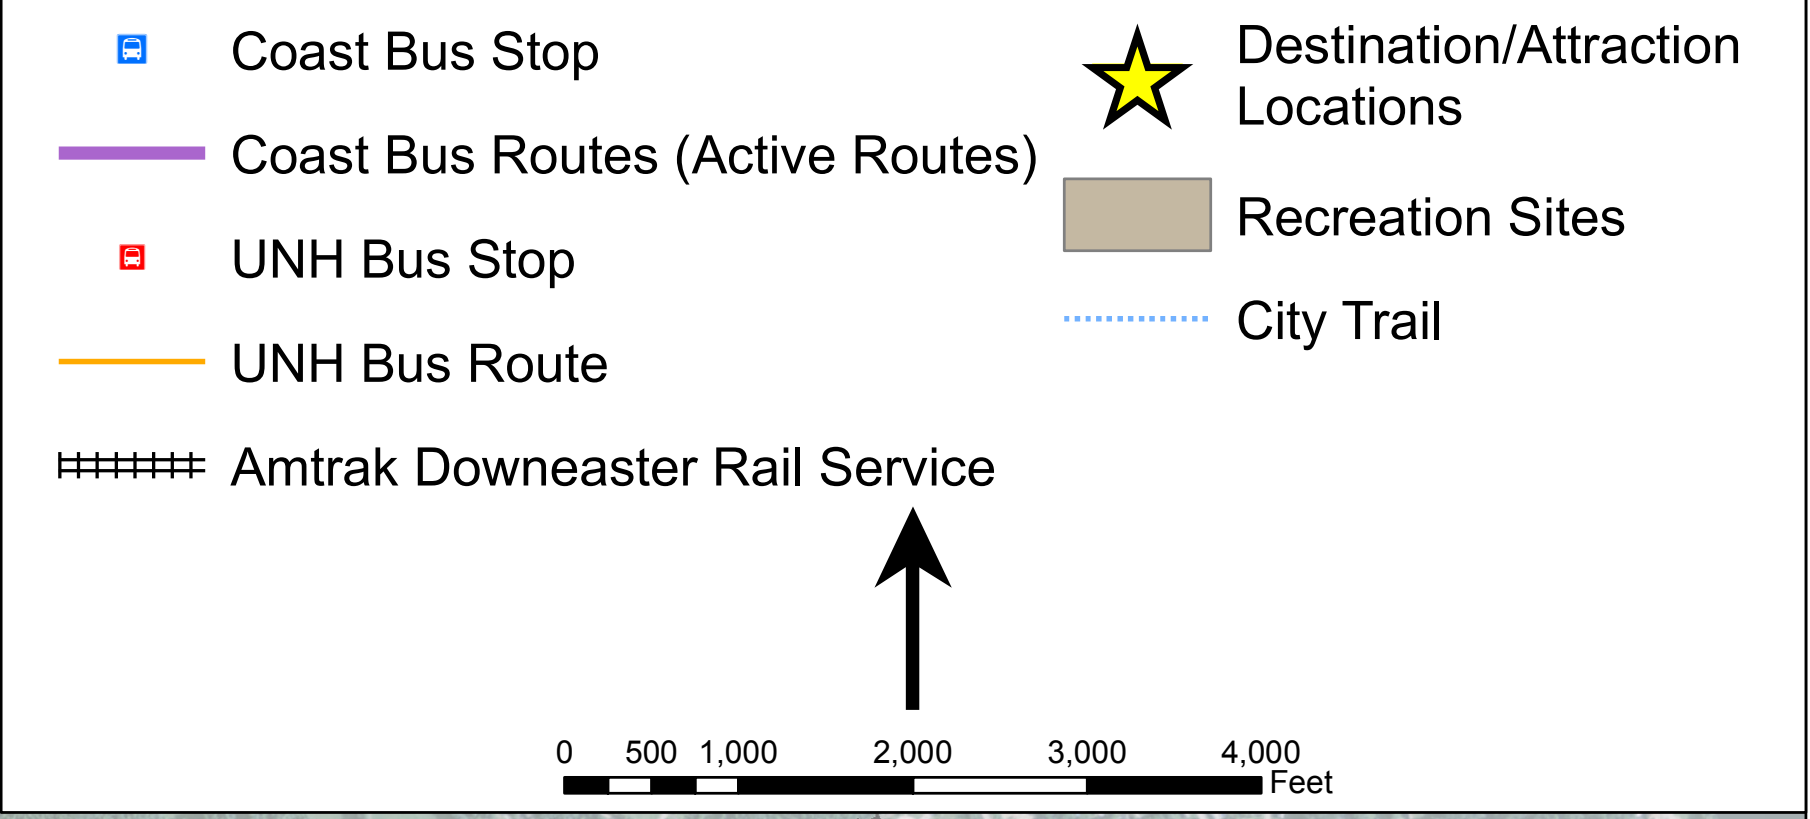 Coast Bus Stop
Coast Bus Routes (Active Routes)
UNH Bus Stop
UNH Bus Route
Amtrak Downeaster Rail Service
Destination/Attraction
Locations
Recreation Sites
City Trail
0 500 1,000 2,000 3,000 4,000
Feet